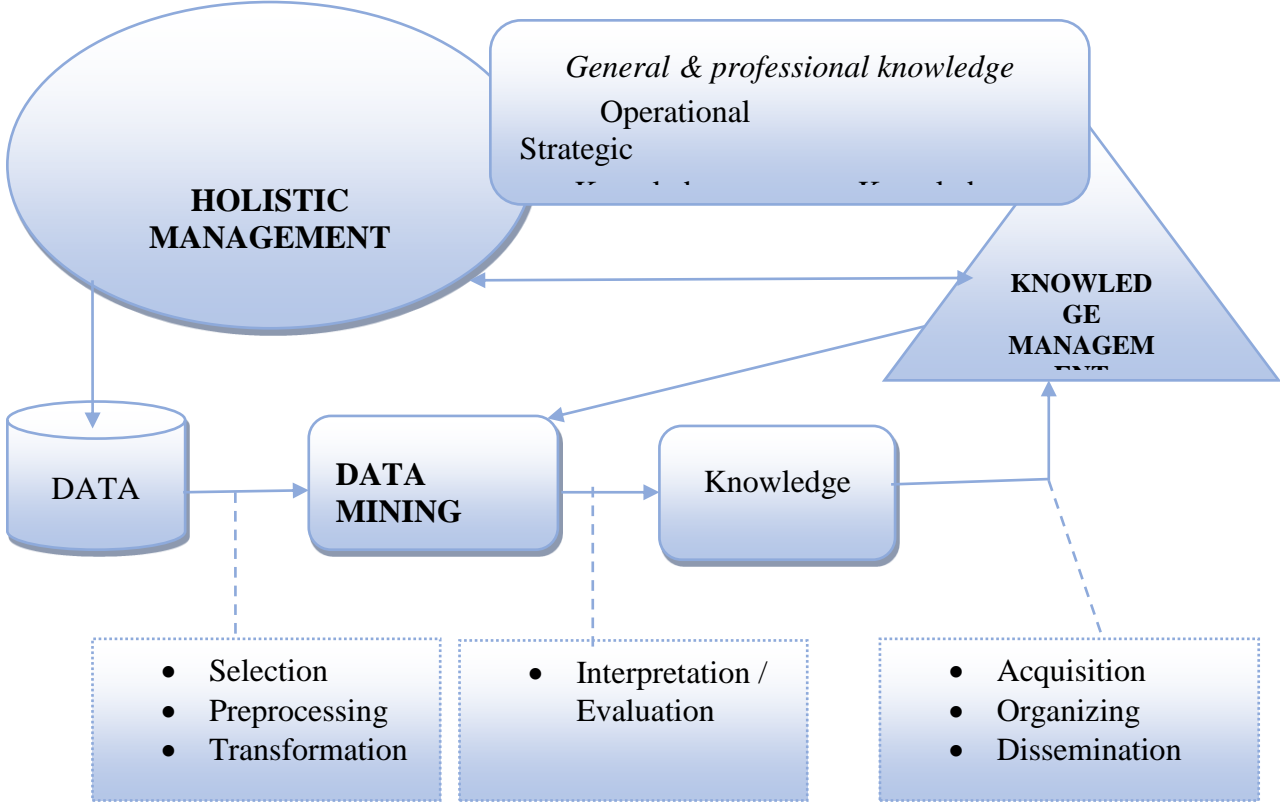 General & professional knowledge
Operational
Strategic
HOLISTIC
MANAGEMENT
KNOWLED
GE
MANAGEM
DATA
DATA
MINING
Knowledge
• Selection
• Preprocessing
• Transformation
• Interpretation /
Evaluation
• Acquisition
• Organizing
• Dissemination